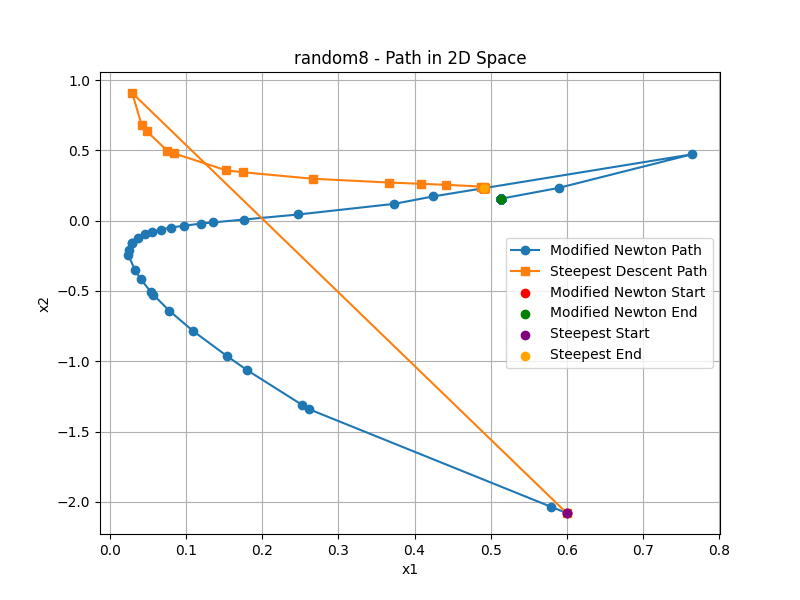 random8 - Path in 2D Space
1.0
0.5
0.0
−0.5
−1.0
−1.5
−2.0
x2
Modified Newton Path
Steepest Descent Path
Modified Newton Start
Modified Newton End
Steepest Start
Steepest End
0.0 0.1 0.2 0.3 0.4 0.5 0.6 0.7 0.8
x1